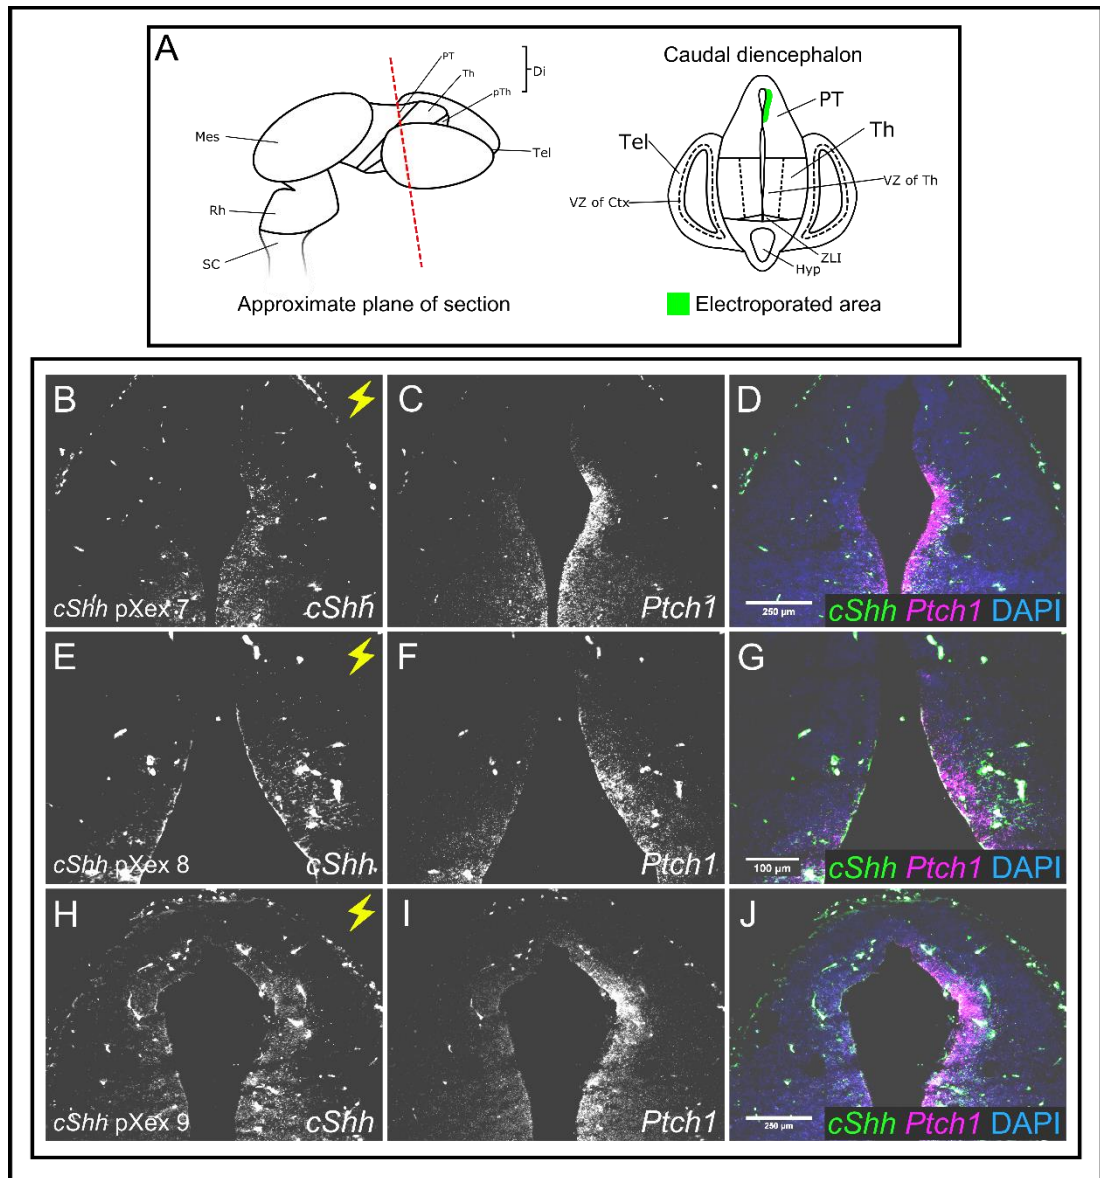 A
PT
Th
Di
pTh
Mes
Tel
Rh
SC
Approximate plane of section
Caudal diencephalon
PT
Tel
Th
VZ of Th
VZ of Ctx
ZLI
Hyp
Electroporated area
B
cShh pXex 7
cShh
C
Ptch1
D
250 µm
cShh Ptch1 DAPI
E
cShh pXex 8
cShh
F
Ptch1
G
100 µm
cShh Ptch1 DAPI
H
cShh pXex 9
cShh
I
Ptch1
J
250 µm
cShh Ptch1 DAPI